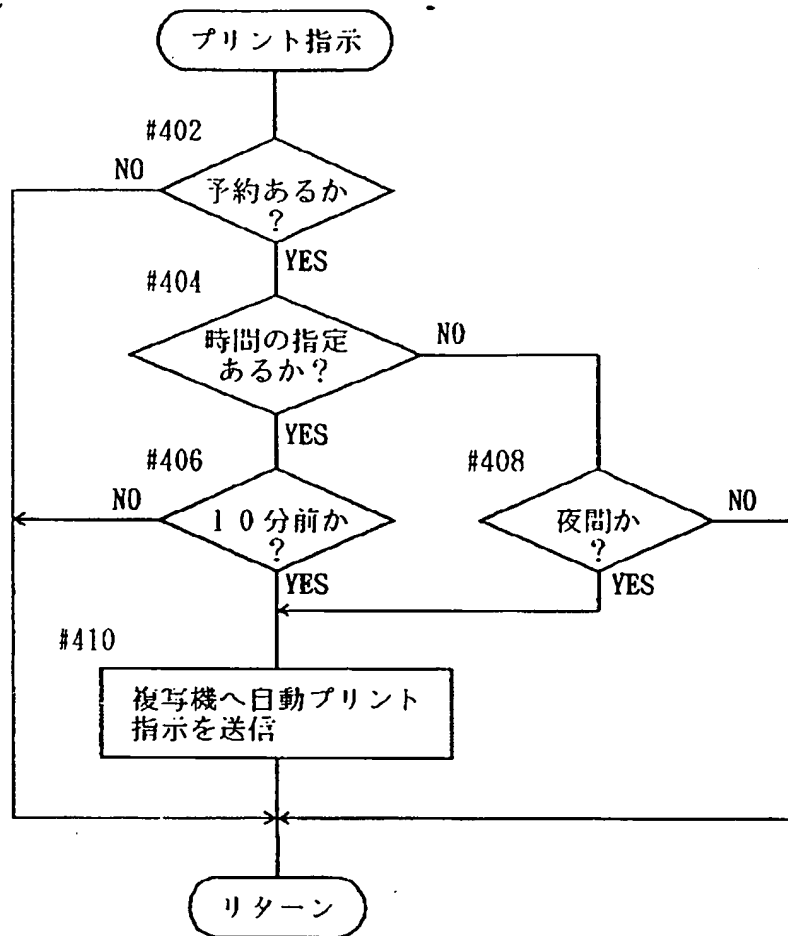 プリント指示
#402
NO
予約あるか
?
YES
#404
時間の指定
あるか?
NO
YES
#406
#408
NO
10分前か
?
YES
夜間か
?
NO
YES
#410
複写機へ自動プリント
指示を送信
リターン